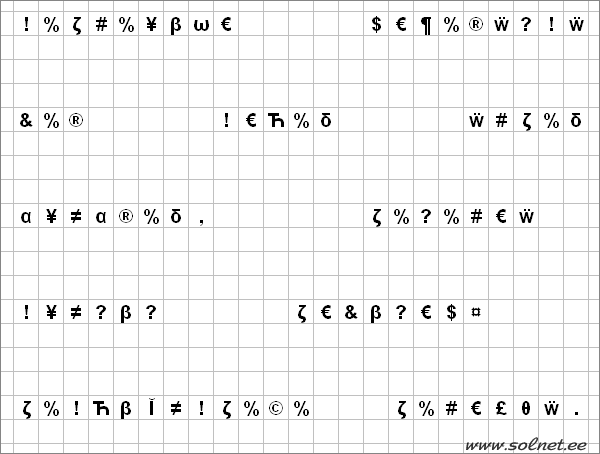 ! % ζ # % ¥ β ω € $ € ¶ % ® ẅ ? ! ẅ
& % ® ! € Ћ % δ ẅ # ζ % δ
α ¥ ≠ α ® % δ , ζ % ? % # € ẅ
! ¥ ≠ ? β ? ζ € & β ? € $ ¤
ζ % ! Ћ β Ĭ ≠ ! ζ % © % ζ % # € £ θ ẅ .
www.solnet.ee